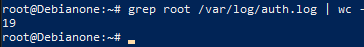 root@Debianone:~# grep root /var/log/auth.log | wc -
19
root@Debianone:~#